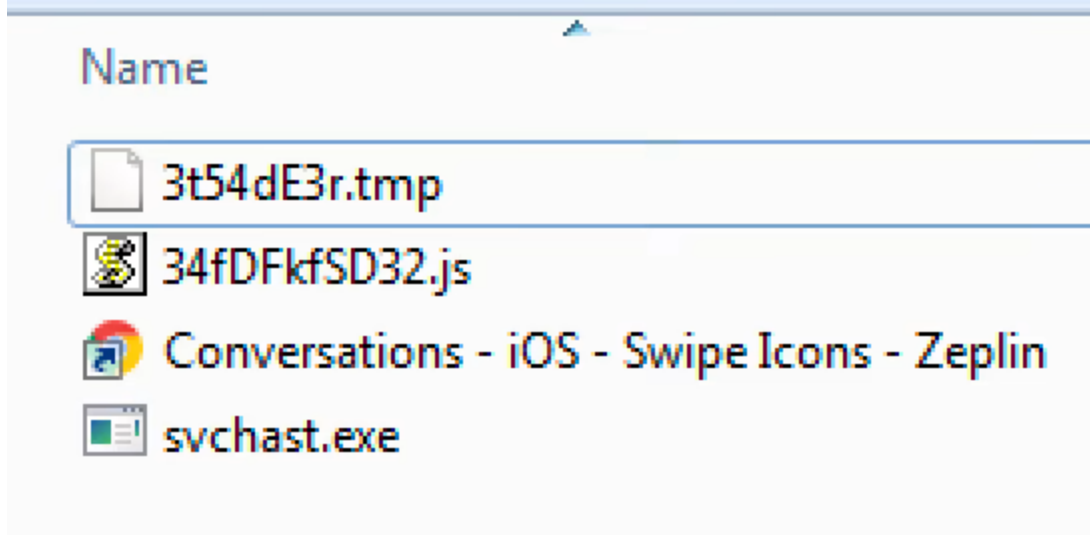 Name
3t54dE3r.tmp
34fDFkfSD32.js
Conversations - iOS - Swipe Icons - Zeplin
svchast.exe